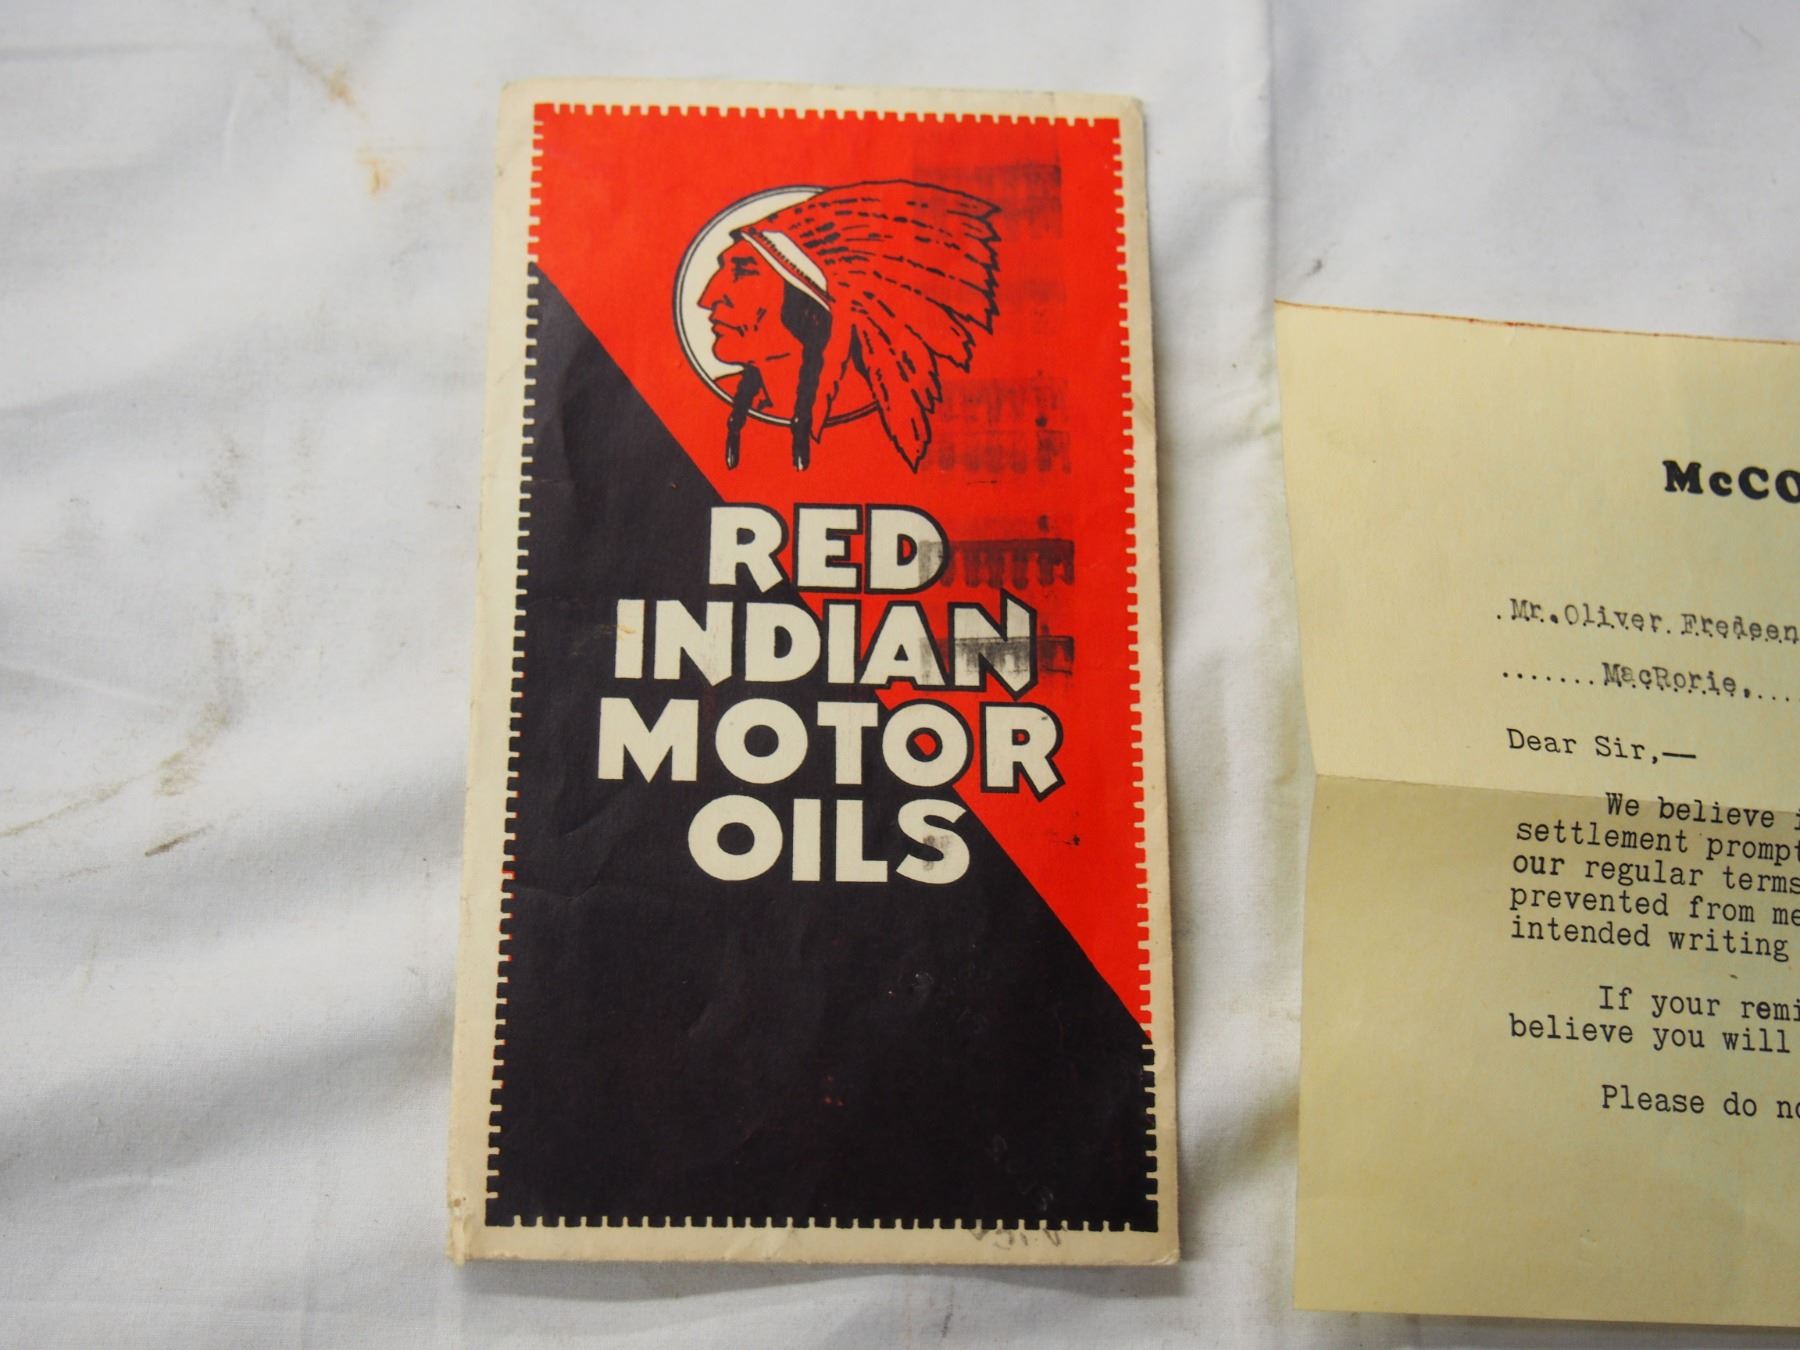 RED
INDIAN
MOTOR
OILS
McCO
.Mr.Oliver Fredeen
.......MacRorie,....
Dear Sir,—
We believe
settlement prompt
our regular terms
prevented from me
intended writing
If your remi
believe you will
Please do no